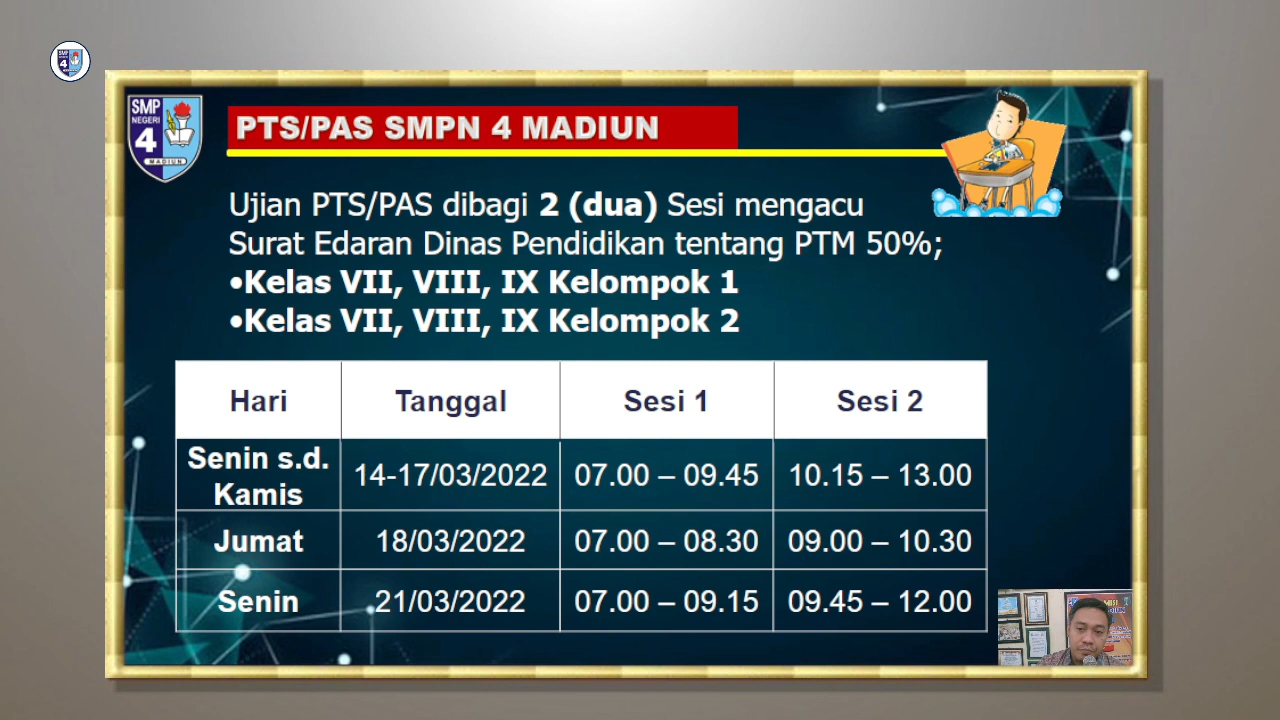 SMP
4
SMP
NEGERI
4
MADIUN
PTS/PAS SMPN 4 MADIUN
Ujian PTS/PAS dibagi 2 (dua) Sesi mengacu
Surat Edaran Dinas Pendidikan tentang PTM 50%;
•Kelas VII, VIII, IX Kelompok 1
•Kelas VII, VIII, IX Kelompok 2
Hari Tanggal Sesi 1 Sesi 2
Senin s.d.
Kamis 14-17/03/2022 07.00 – 09.45 10.15 – 13.00
Jumat 18/03/2022 07.00 – 08.30 09.00 – 10.30
Senin 21/03/2022 07.00 – 09.15 09.45 – 12.00